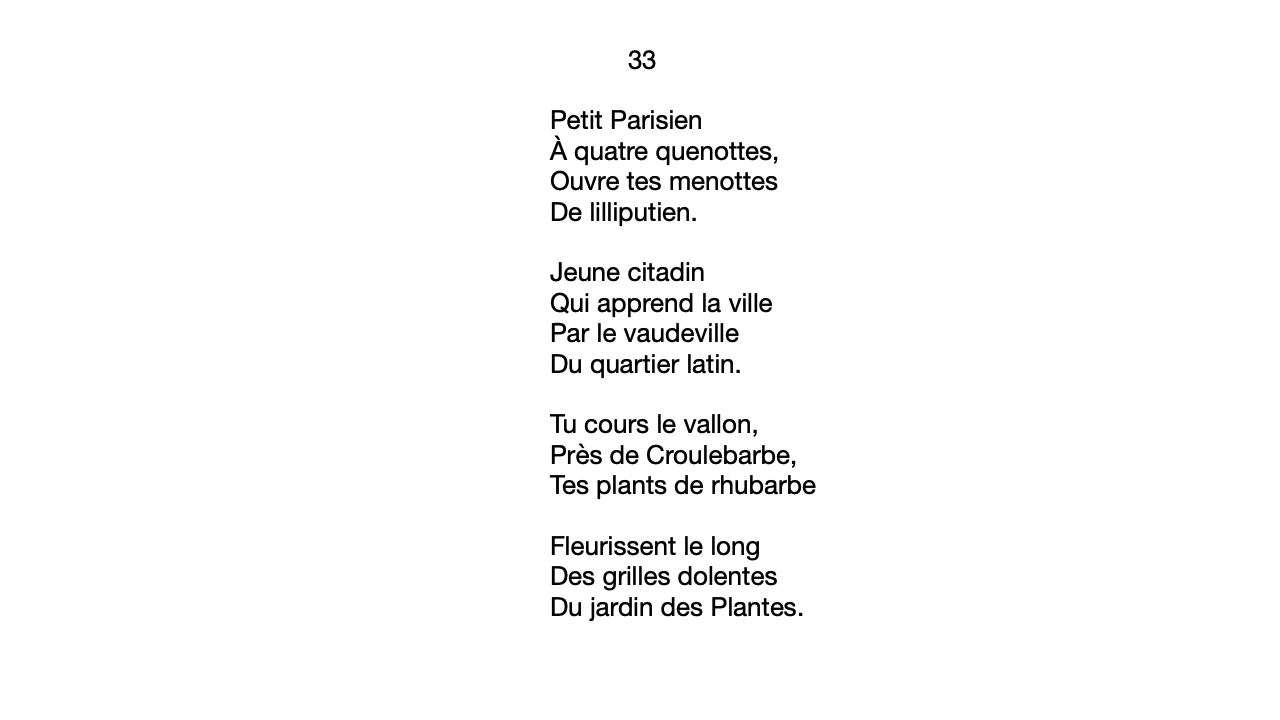 33
Petit Parisien
À quatre quenottes,
Ouvre tes menottes
De lilliputien.
Jeune citadin
Qui apprend la ville
Par le vaudeville
Du quartier latin.
Tu cours le vallon,
Près de Croulebarbe,
Tes plants de rhubarbe
Fleurissent le long
Des grilles dolentes
Du jardin des Plantes.